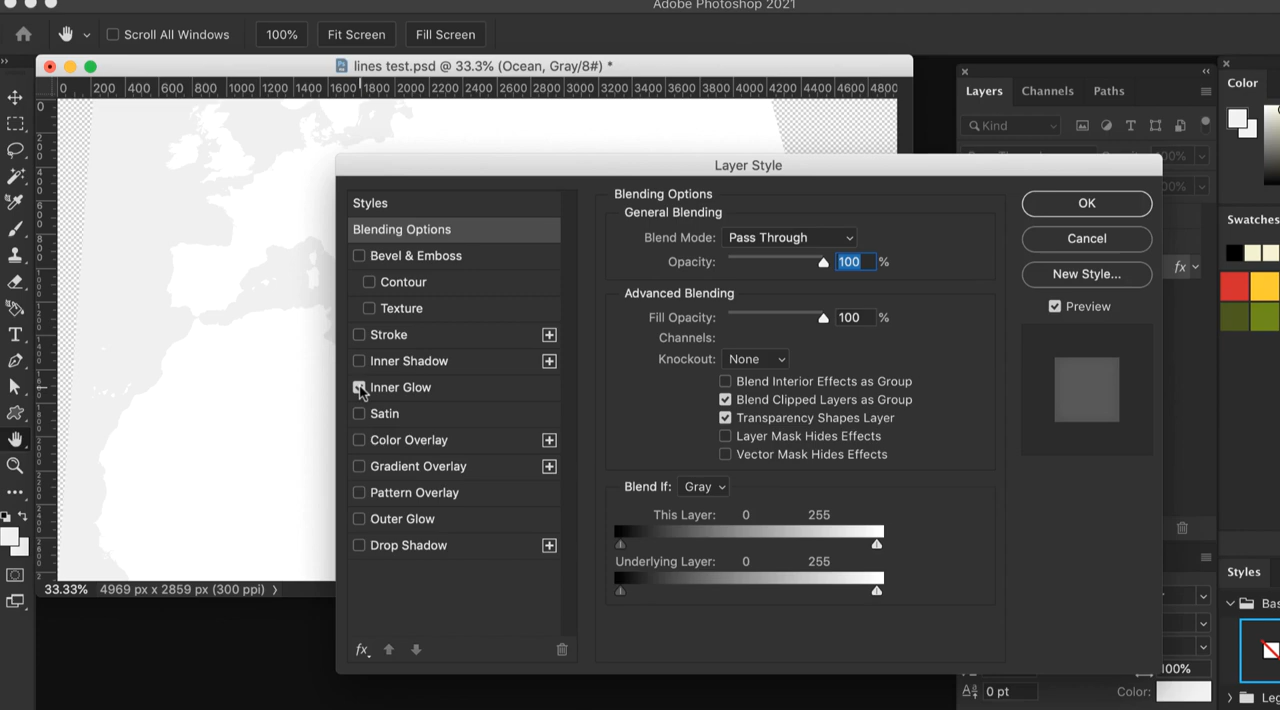 Adobe Photoshop 2021
Scroll All Windows
100%
Fit Screen
Fill Screen
lines test.psd @ 33.3% (Ocean, Gray/8#) *
0 200 400 600 800 1000 1200 1400 1600 1800 2000 2200 2400 2600 2800 3000 3200 3400 3600 3800 4000 4200 4400 4600 4800
33.33% 4969 px x 2859 px (300 ppi)
Layers Channels Paths
Kind
Color
Swatches
Layer Style
Styles
Blending Options
Bevel & Emboss
Contour
Texture
Stroke
Inner Shadow
Inner Glow
Satin
Color Overlay
Gradient Overlay
Pattern Overlay
Outer Glow
Drop Shadow
fx
Blending Options
General Blending
Blend Mode: Pass Through
Opacity: 100 %
Advanced Blending
Fill Opacity: 100 %
Channels:
Knockout: None
Blend Interior Effects as Group
Blend Clipped Layers as Group
Transparency Shapes Layer
Layer Mask Hides Effects
Vector Mask Hides Effects
Blend If: Gray
This Layer: 0 255
Underlying Layer: 0 255
OK
Cancel
New Style...
Preview
fx
Styles
Bas
100%
0 pt
Color:
Leg